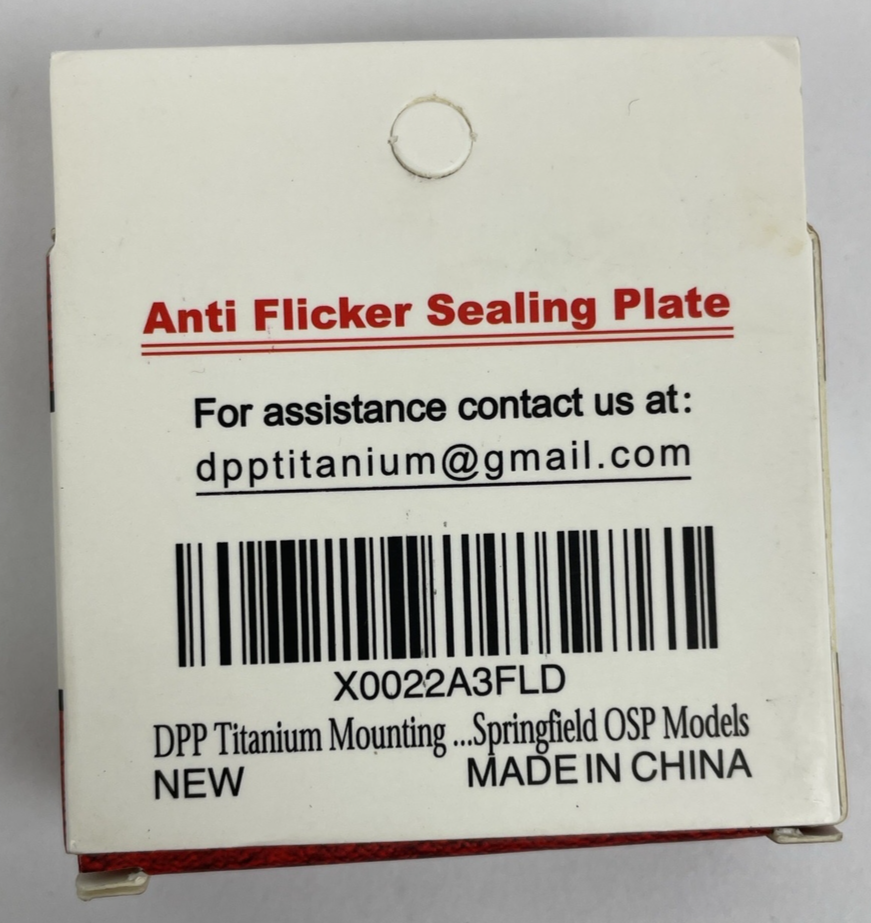 Anti Flicker Sealing Plate
For assistance contact us at:
dpptitanium@gmail.com
X0022A3FLD
DPP Titanium Mounting ...Springfield OSP Models
NEW MADE IN CHINA